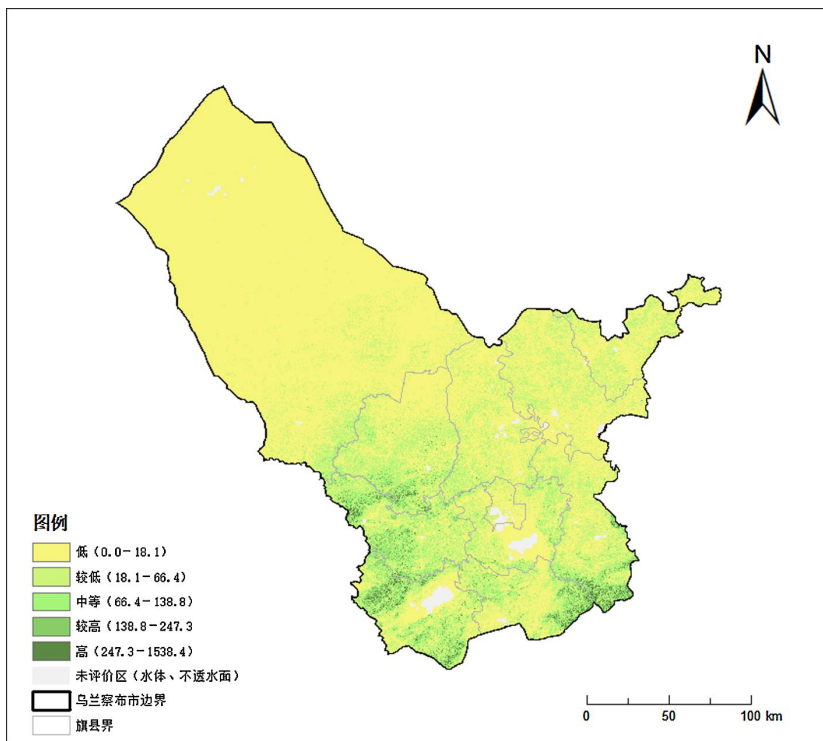 N
图例
低（0.0-18.1）
较低（18.1-66.4）
中等（66.4-138.8）
较高（138.8-247.3
高（247.3-1538.4）
未评价区（水体、不透水面）
乌兰察布市边界
旗县界
0 50 100 km